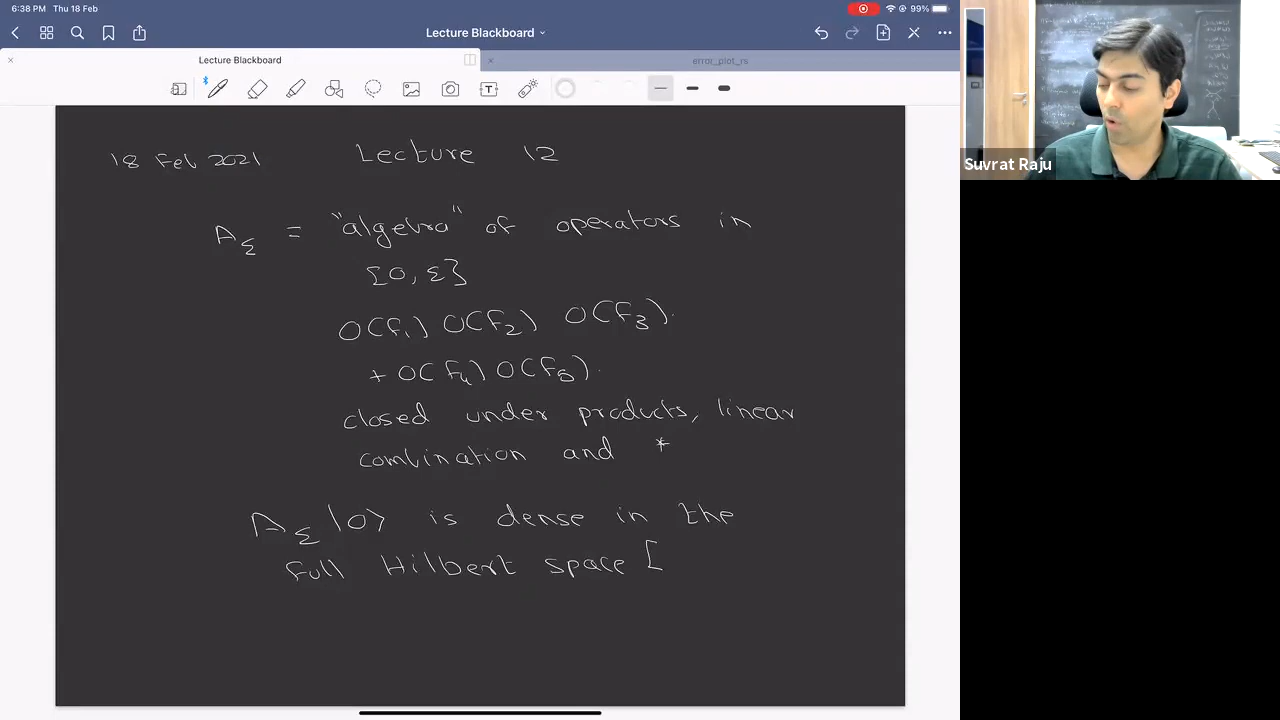 6:38 PM Thu 18 Feb
99%
Lecture Blackboard
Lecture Blackboard
error_plot_rs
Suvrat Raju
18 Feb 2021 Lecture 12
A_Σ = "algebra" of operators in
{0, Σ}
O(f₁) O(f₂) O(f₃).
+ O(f₄) O(f₅).
closed under products, linear
combination and *
A_Σ |0> is dense in the
full Hilbert space [